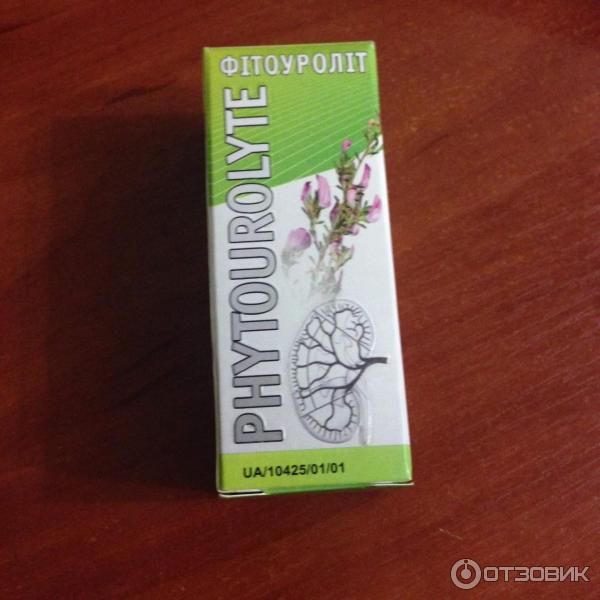 ФІТОУРОЛІТ
PHYTOUROLYTE
UA/10425/01/01
ОТЗОВИК